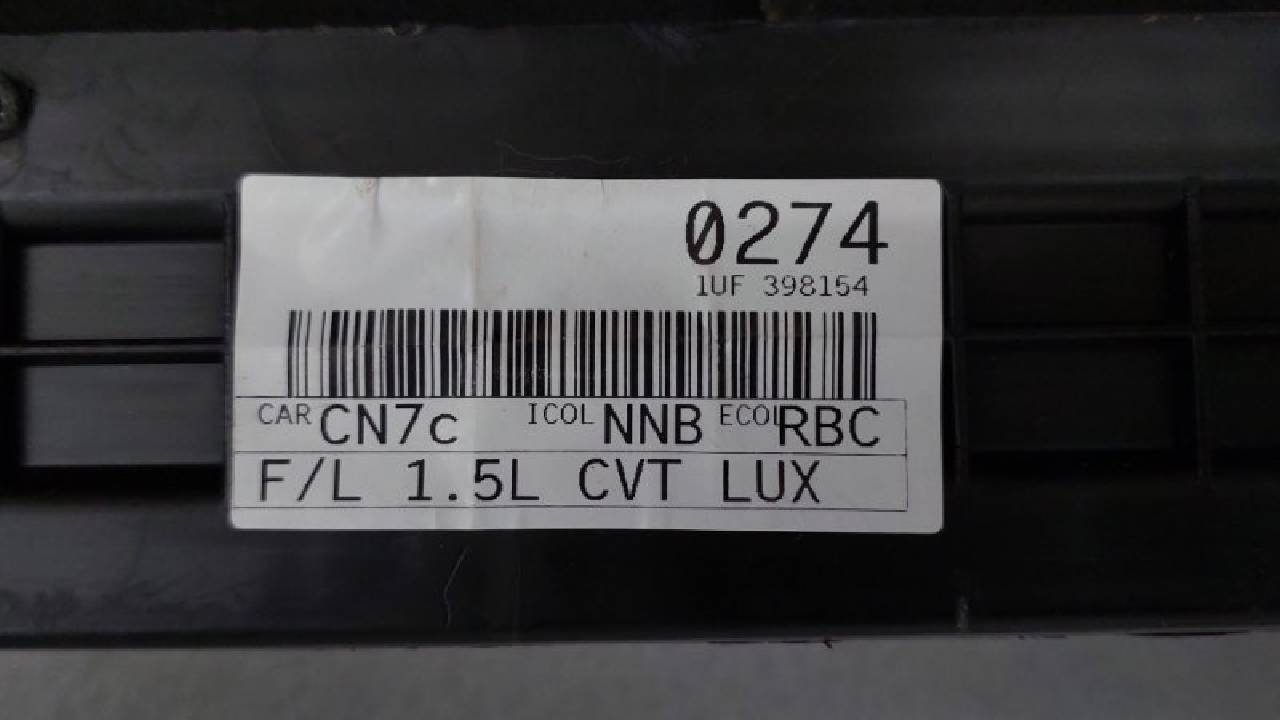 0274
1UF 398154
CAR CN7c ICOL NNB ECOL RBC
F/L 1.5L CVT LUX